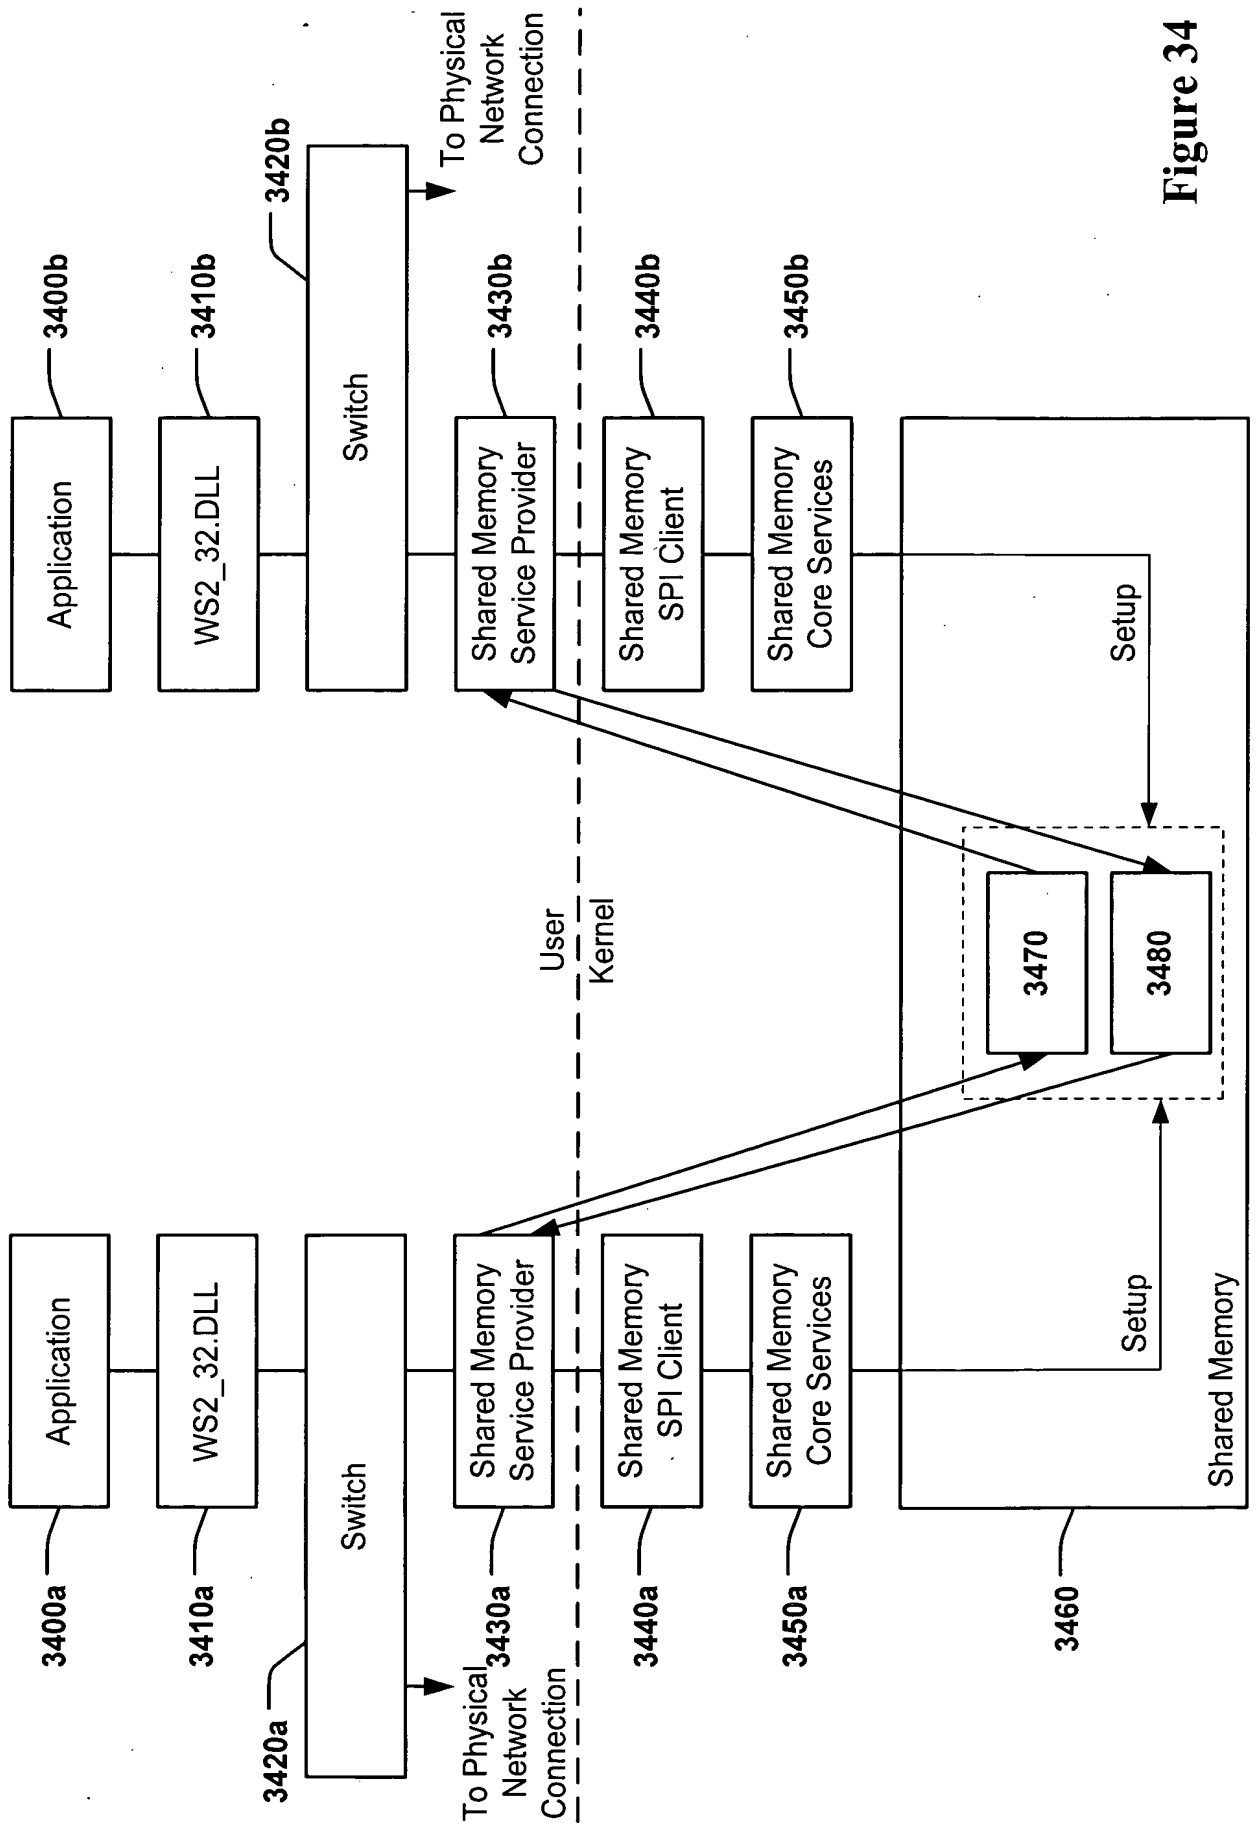 3400a
Application
Application
3400b
3410a
WS2_32.DLL
WS2_32.DLL
3410b
3420a
Switch
Switch
3420b
To Physical
Network
Connection
To Physical
Network
Connection
3430a
Shared Memory
Service Provider
Shared Memory
Service Provider
3430b
User
Kernel
3440a
Shared Memory
SPI Client
Shared Memory
SPI Client
3440b
3450a
Shared Memory
Core Services
Shared Memory
Core Services
3450b
3460
3470
3480
Setup
Setup
Shared Memory
Figure 34